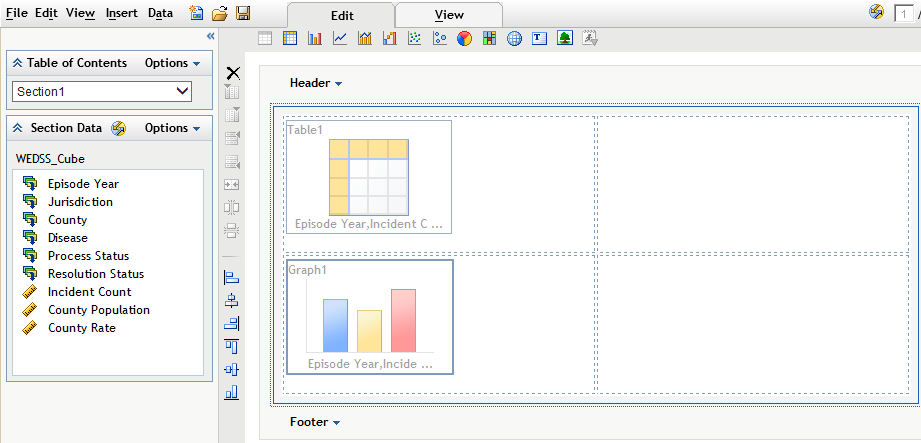 File Edit View Insert Data
Edit
View
1 /
Table of Contents Options
Section1
Section Data Options
WEDSS_Cube
Episode Year
Jurisdiction
County
Disease
Process Status
Resolution Status
Incident Count
County Population
County Rate
Header
Table1
Episode Year,Incident C ...
Graph1
Episode Year,Incide ...
Footer